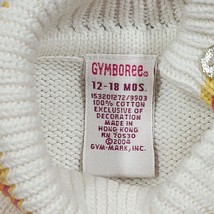 GYMBOREE®
12-18 MOS.
153201272/9903
100% COTTON
EXCLUSIVE OF
DECORATION
MADE IN
HONG KONG
RN 70530
©2004
GYM-MARK, INC.